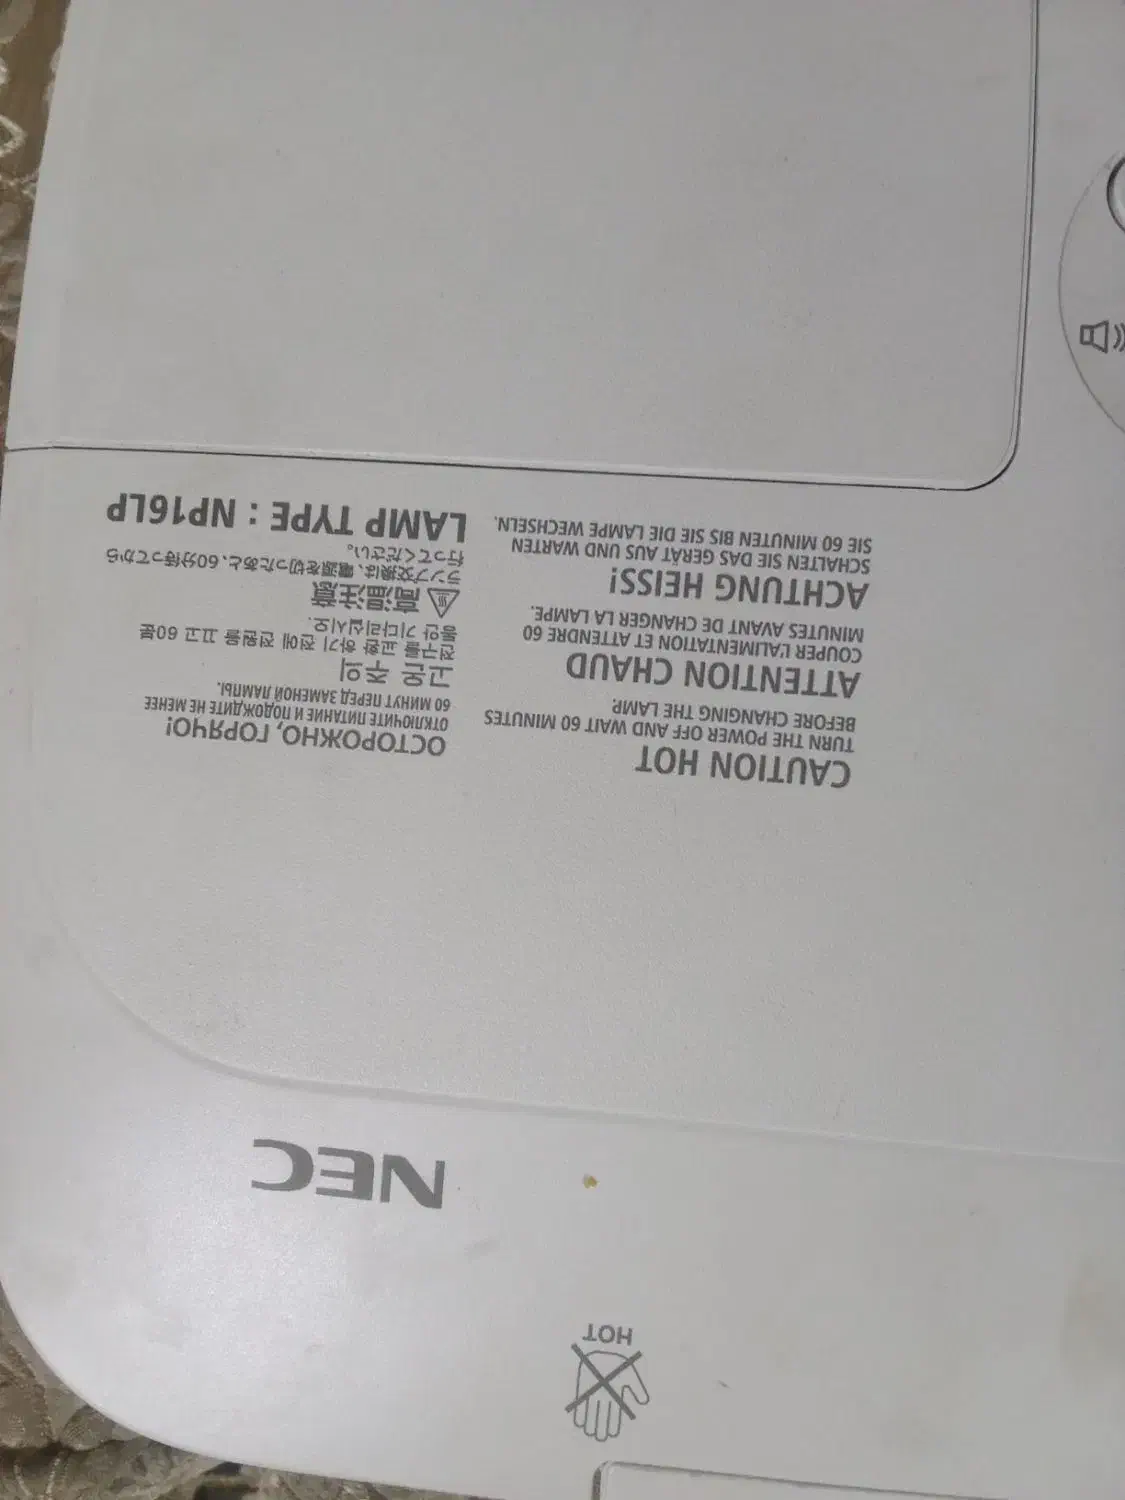 HOT
NEC
CAUTION HOT
TURN THE POWER OFF AND WAIT 60 MINUTES
BEFORE CHANGING THE LAMP.
ATTENTION CHAUD
COUPER L'ALIMENTATION ET ATTENDRE 60
MINUTES AVANT DE CHANGER LA LAMPE.
ACHTUNG HEISS!
SCHALTEN SIE DAS GERÄT AUS UND WARTEN
SIE 60 MINUTEN BIS SIE DIE LAMPE WECHSELN.
ОСТОРОЖНО, ГОРЯЧО!
ОТКЛЮЧИТЕ ПИТАНИЕ И ПОДОЖДИТЕ НЕ МЕНЕЕ
60 МИНУТ ПЕРЕД ЗАМЕНОЙ ЛАМПЫ.
고온 주의
전구를 교환 하기 전에 전원을 끄고 60분
동안 기다리십시오.
高温注意
ランプ交換は、電源を切ったあと、60分待ってから
行ってください。
LAMP TYPE : NP16LP